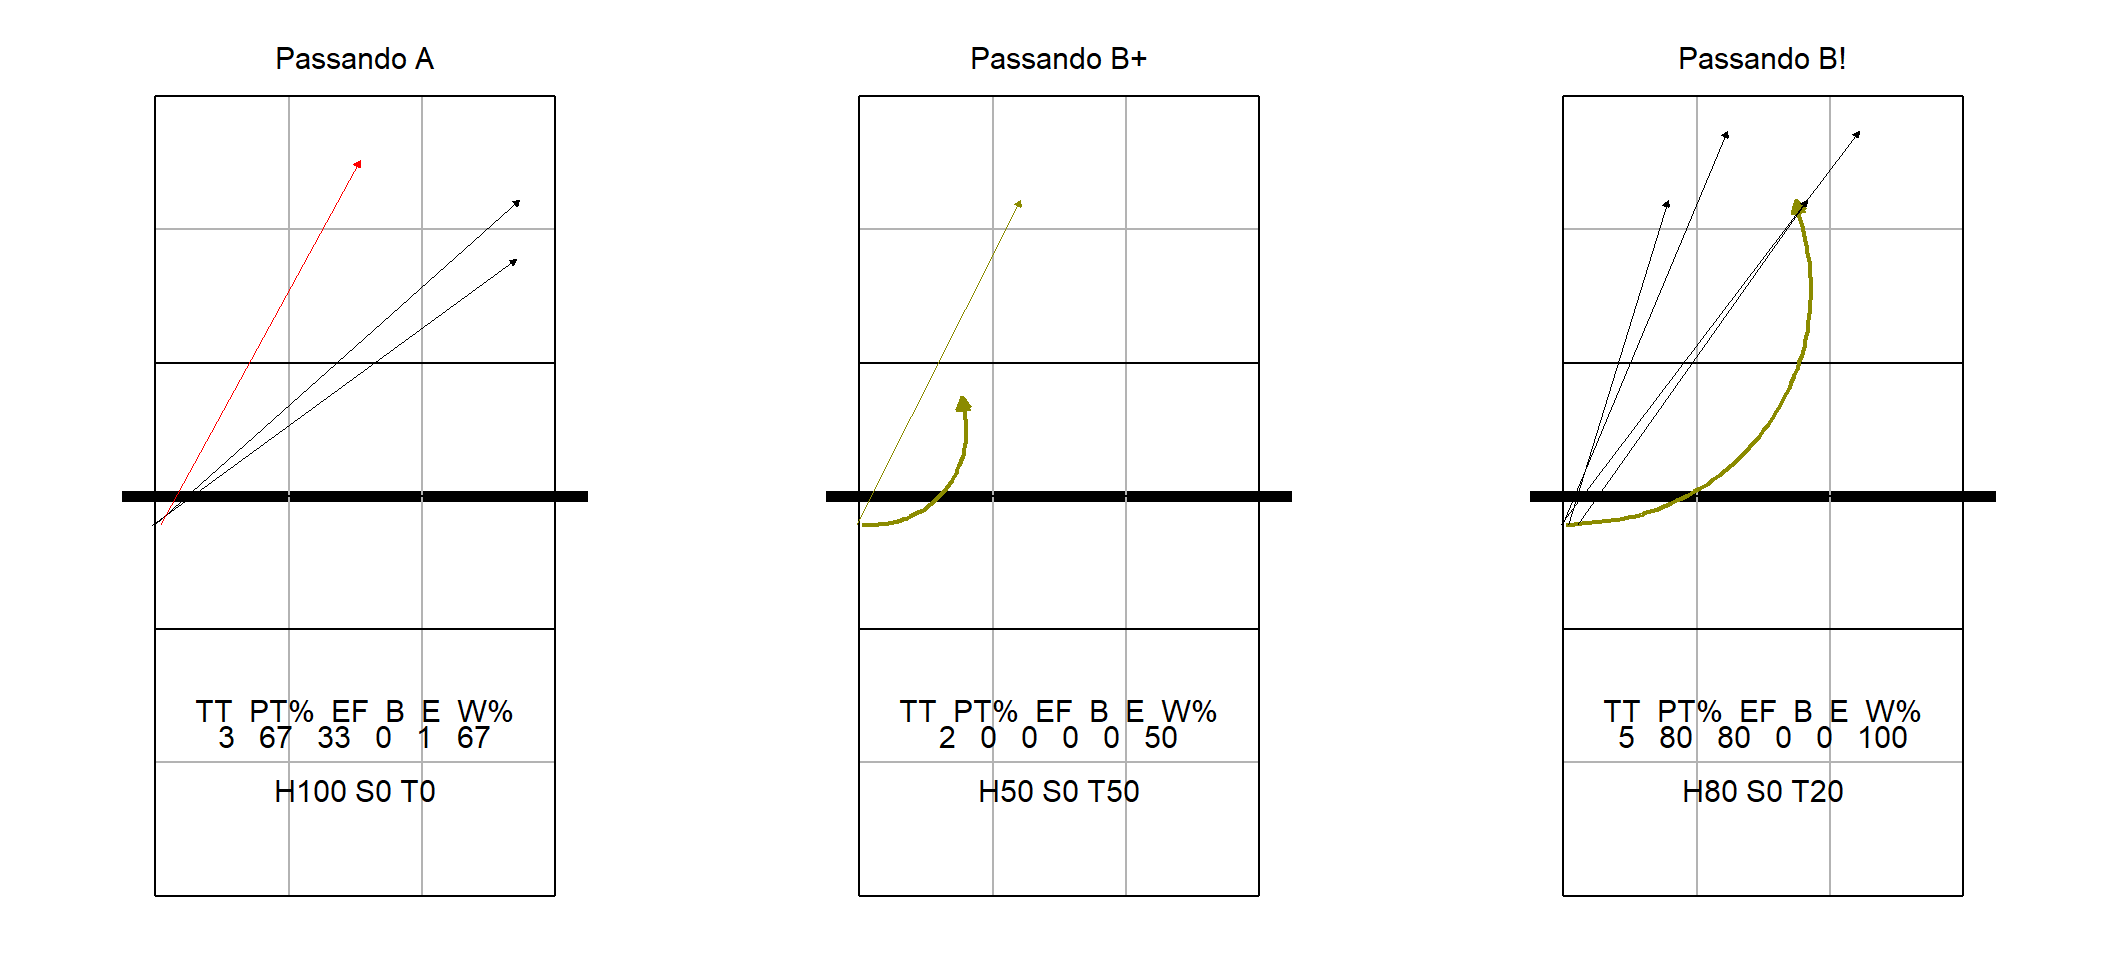 Passando A
Passando B+
Passando B!
TT PT% EF B E W%
3 67 33 0 1 67
H100 S0 T0
TT PT% EF B E W%
2 0 0 0 0 50
H50 S0 T50
TT PT% EF B E W%
5 80 80 0 0 100
H80 S0 T20